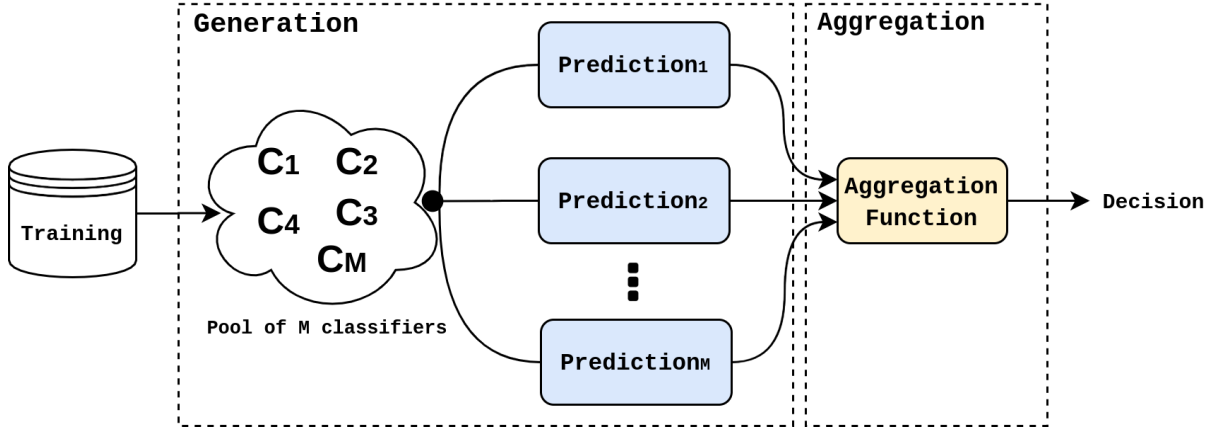 Generation
Aggregation
Prediction1
C1 C2
Training
C4 C3
CM
Prediction2
Aggregation
Function
Decision
Pool of M classifiers
PredictionM